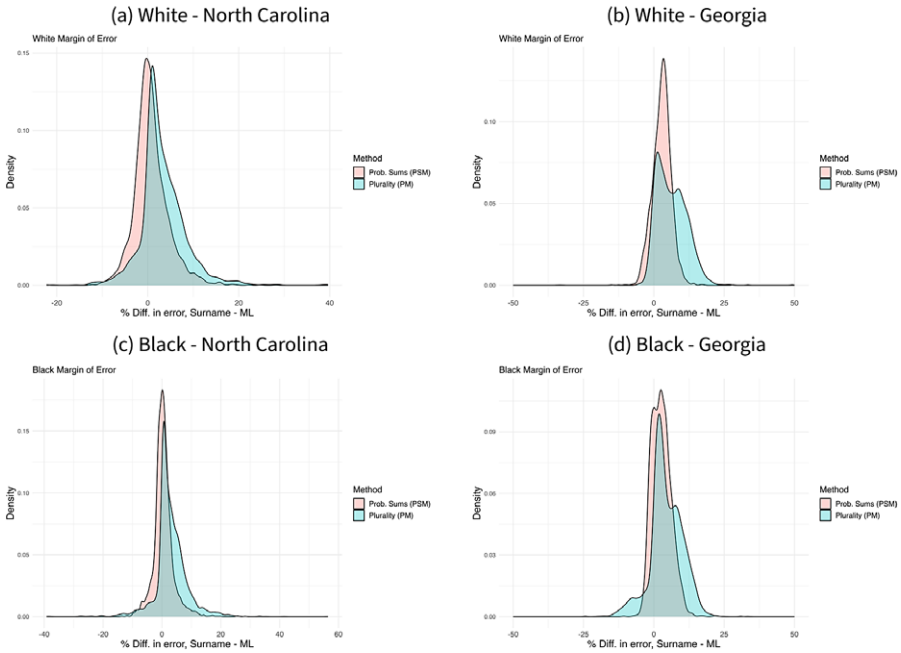 (a) White - North Carolina
White Margin of Error
0.15
0.10
0.05
0.00
Density
-20
0
20
40
% Diff. in error, Surname - ML
Method
Prob. Sums (PSM)
Plurality (PM)
(b) White - Georgia
White Margin of Error
0.10
0.05
0.00
Density
-50
-25
0
25
50
% Diff. in error, Surname - ML
Method
Prob. Sums (PSM)
Plurality (PM)
(c) Black - North Carolina
Black Margin of Error
0.15
0.10
0.05
0.00
Density
-40
-20
0
20
40
60
% Diff. in error, Surname - ML
Method
Prob. Sums (PSM)
Plurality (PM)
(d) Black - Georgia
Black Margin of Error
0.09
0.06
0.03
0.00
Density
-50
-25
0
25
50
% Diff. in error, Surname - ML
Method
Prob. Sums (PSM)
Plurality (PM)